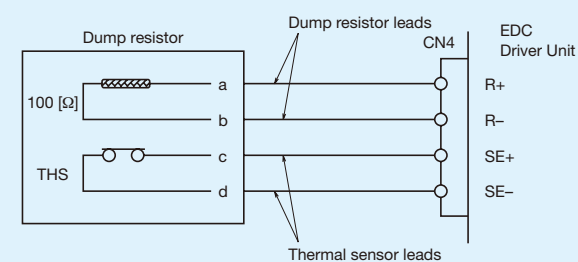 Dump resistor leads
Dump resistor
CN4
EDC
Driver Unit
100 [Ω]
a
R+
b
R–
THS
c
SE+
d
SE–
Thermal sensor leads